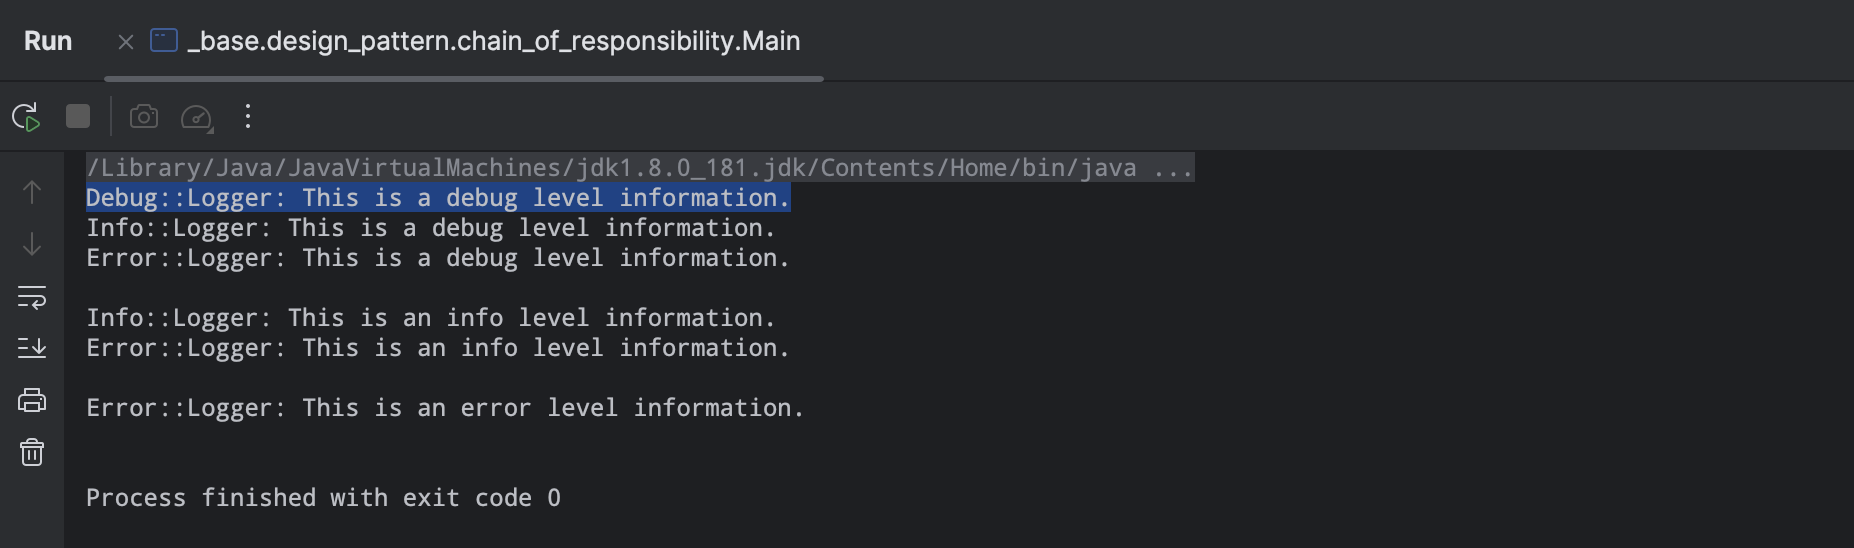 Run
_base.design_pattern.chain_of_responsibility.Main
/Library/Java/JavaVirtualMachines/jdk1.8.0_181.jdk/Contents/Home/bin/java ...
Debug::Logger: This is a debug level information.
Info::Logger: This is a debug level information.
Error::Logger: This is a debug level information.
Info::Logger: This is an info level information.
Error::Logger: This is an info level information.
Error::Logger: This is an error level information.
Process finished with exit code 0